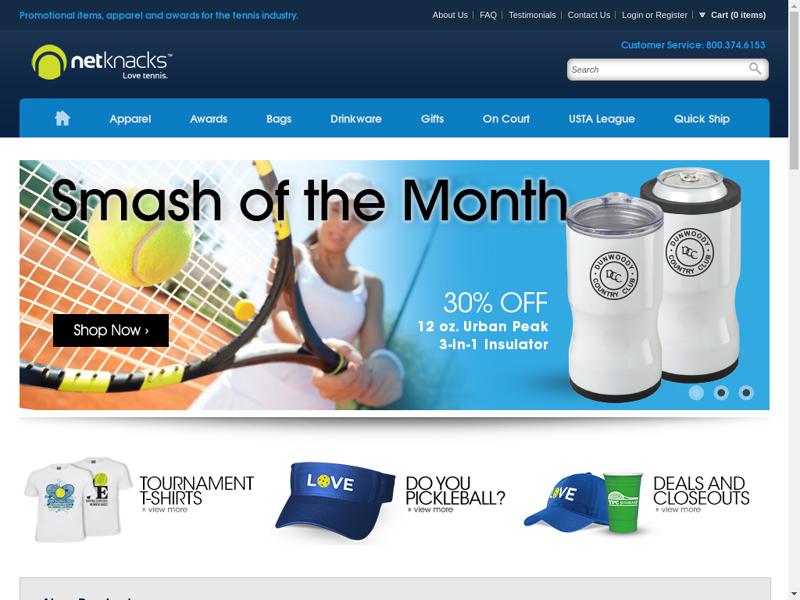 Promotional items, apparel and awards for the tennis industry.
About Us | FAQ | Testimonials | Contact Us | Login or Register | Cart (0 items)
Customer Service: 800.374.6153
netknacks™
Love tennis.
Search
Apparel Awards Bags Drinkware Gifts On Court USTA League Quick Ship
Smash of the Month
30% OFF
12 oz. Urban Peak
3-in-1 Insulator
Shop Now ›
DUNWOODY
DCC
COUNTRY CLUB
DUNWOODY
DCC
COUNTRY CLUB
TOURNAMENT
T-SHIRTS
» view more
LOVE
DO YOU
PICKLEBALL?
» view more
LOVE
TPC
DEALS AND
CLOSEOUTS
» view more